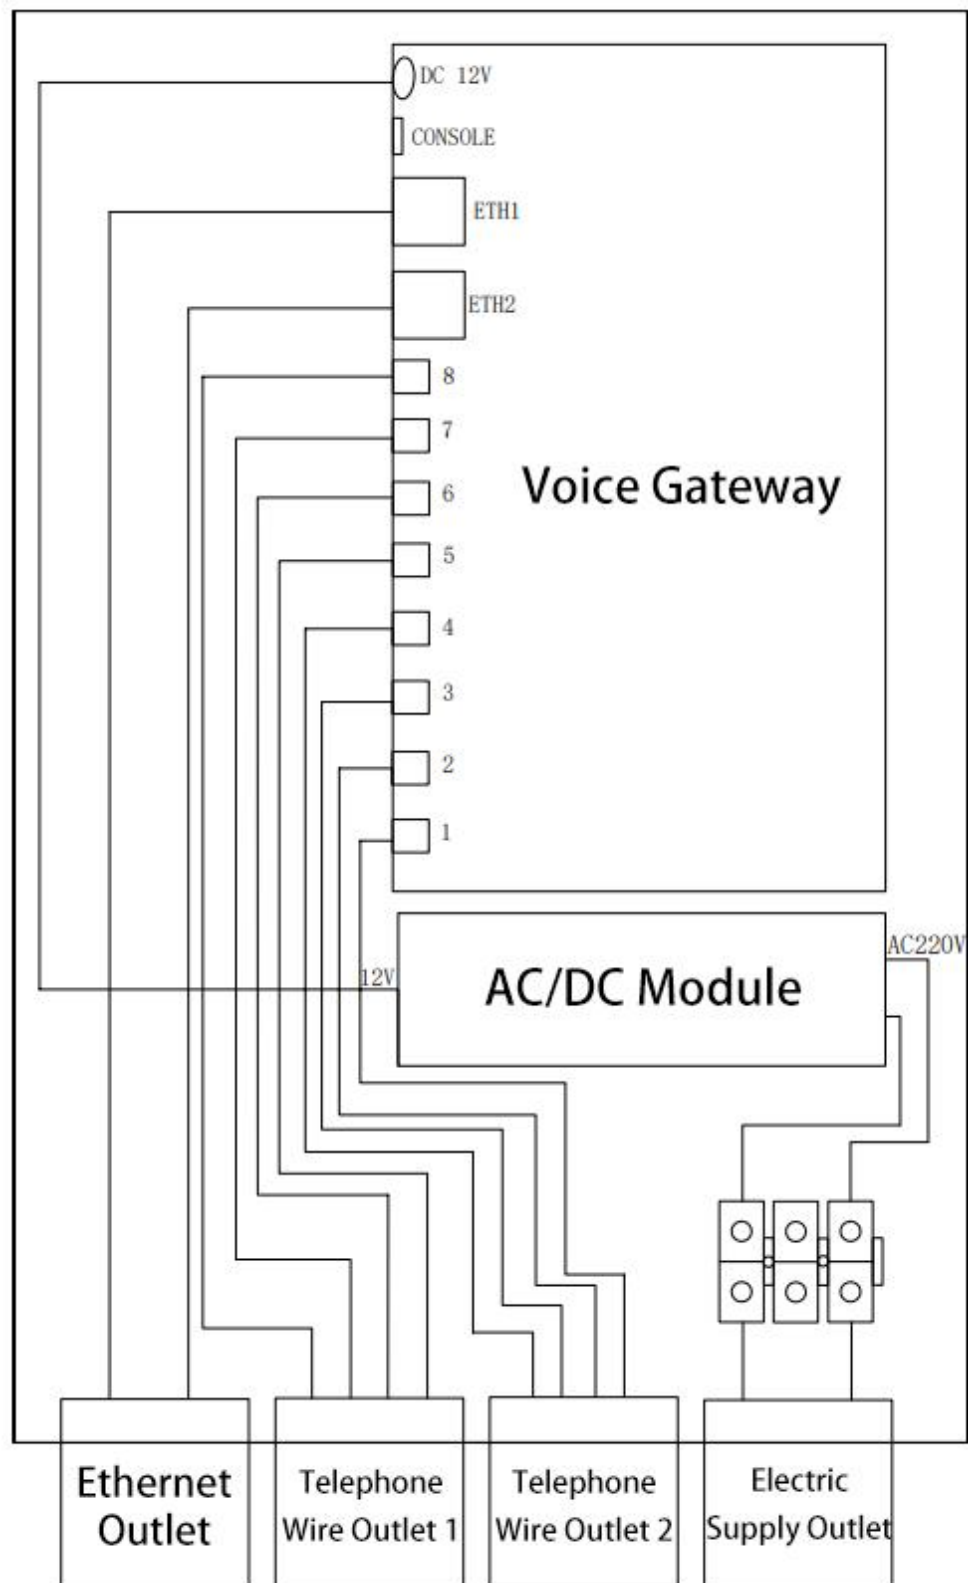 DC 12V
CONSOLE
ETH1
ETH2
8
7
6
5
4
3
2
1
Voice Gateway
12V
AC/DC Module
AC220V
Ethernet
Outlet
Telephone
Wire Outlet 1
Telephone
Wire Outlet 2
Electric
Supply Outlet